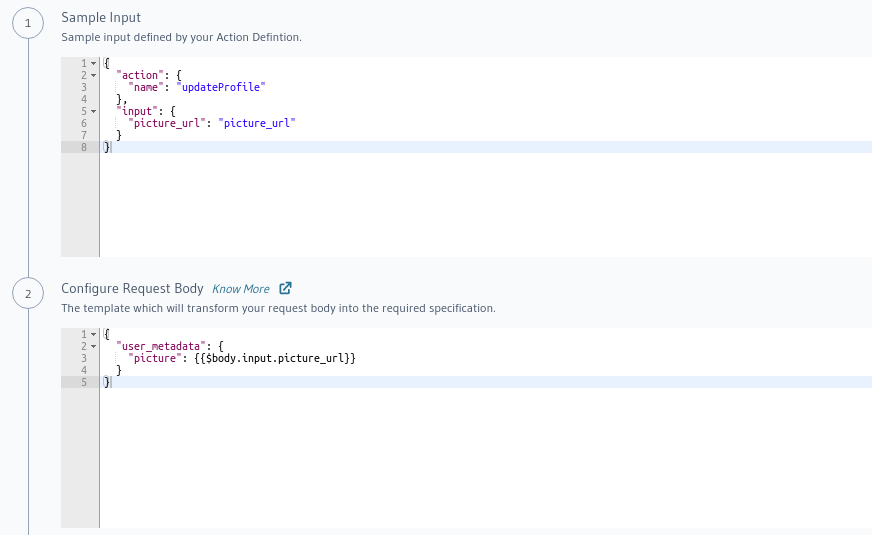 1
Sample Input
Sample input defined by your Action Defintion.
1 {
2 "action": {
3 "name": "updateProfile"
4 },
5 "input": {
6 "picture_url": "picture_url"
7 }
8 }
2
Configure Request Body Know More
The template which will transform your request body into the required specification.
1 {
2 "user_metadata": {
3 "picture": {{$body.input.picture_url}}
4 }
5 }